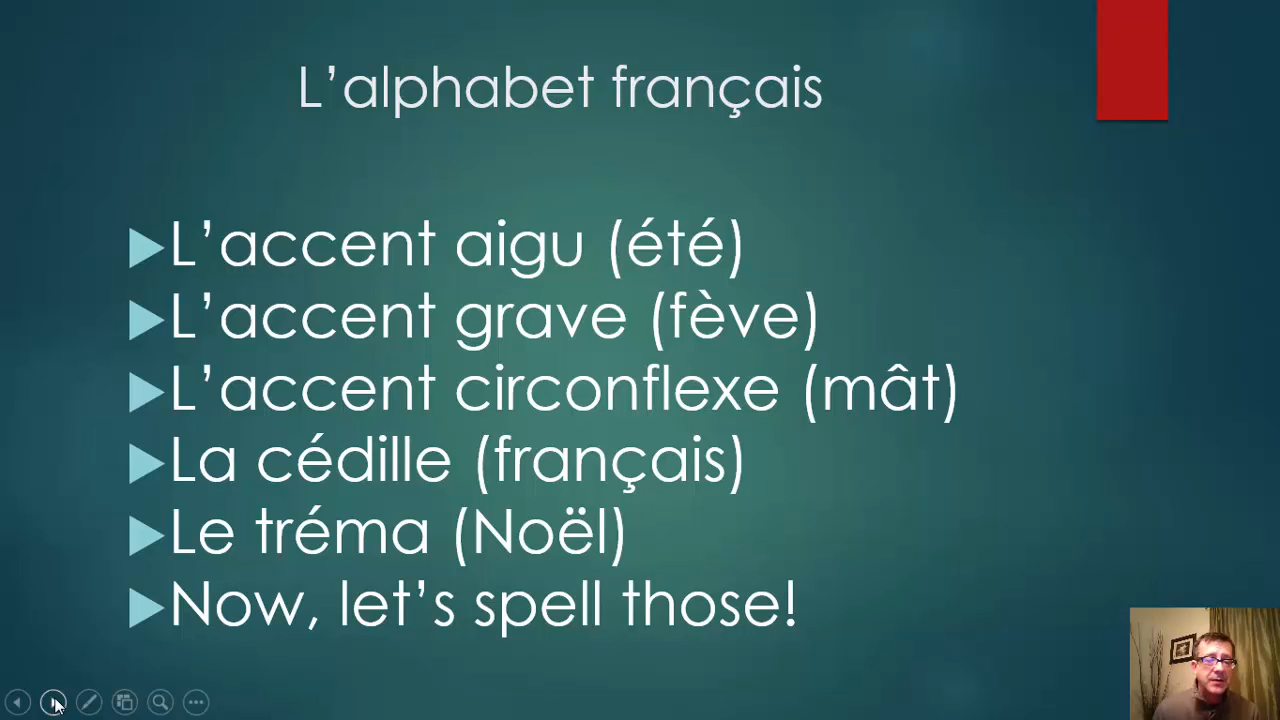 L’alphabet français
L’accent aigu (été)
L’accent grave (fève)
L’accent circonflexe (mât)
La cédille (français)
Le tréma (Noël)
Now, let’s spell those!